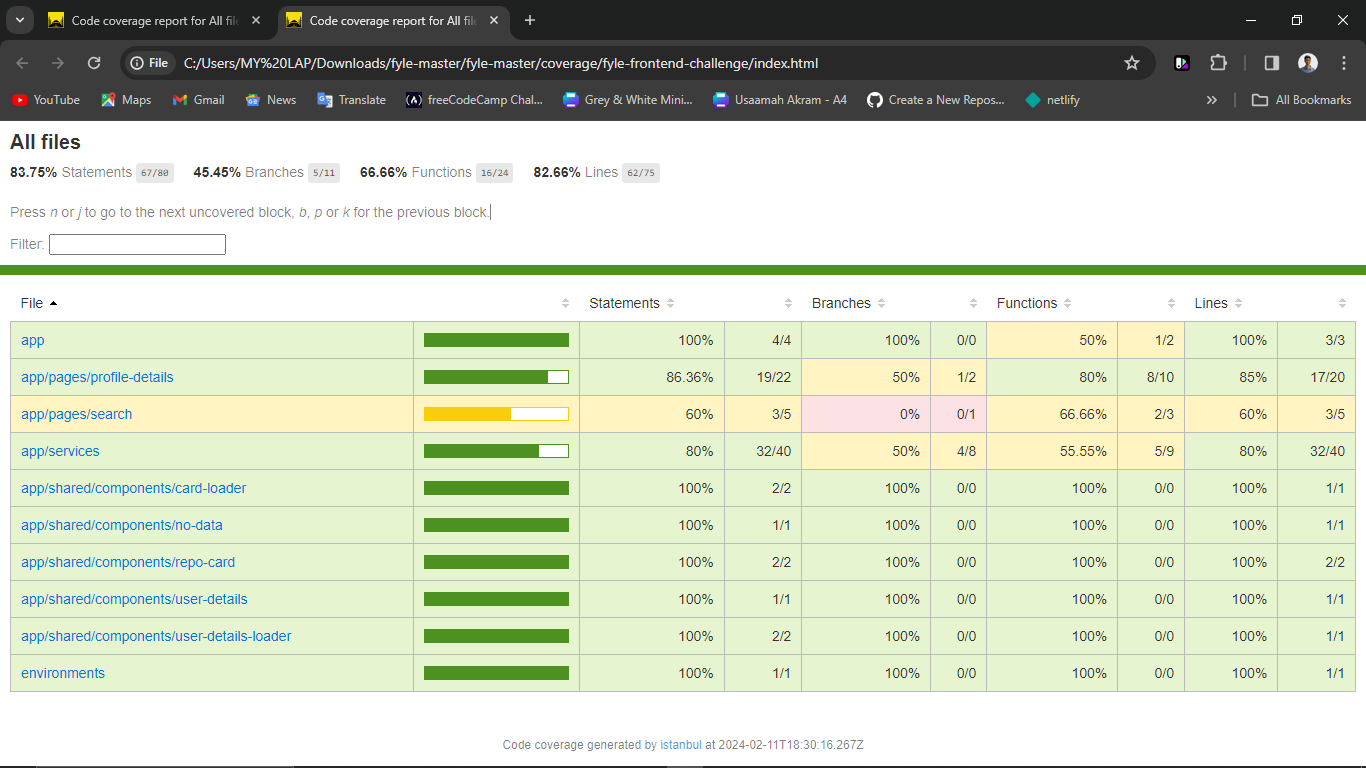 Code coverage report for All fil
Code coverage report for All file
File C:/Users/MY%20LAP/Downloads/fyle-master/fyle-master/coverage/fyle-frontend-challenge/index.html
YouTube Maps Gmail News Translate freeCodeCamp Chal... Grey & White Mini... Usaamah Akram - A4 Create a New Repos... netlify » All Bookmarks
All files
83.75% Statements 67/80 45.45% Branches 5/11 66.66% Functions 16/24 82.66% Lines 62/75
Press n or j to go to the next uncovered block, b, p or k for the previous block.
Filter:
File Statements Branches Functions Lines
app 100% 4/4 100% 0/0 50% 1/2 100% 3/3
app/pages/profile-details 86.36% 19/22 50% 1/2 80% 8/10 85% 17/20
app/pages/search 60% 3/5 0% 0/1 66.66% 2/3 60% 3/5
app/services 80% 32/40 50% 4/8 55.55% 5/9 80% 32/40
app/shared/components/card-loader 100% 2/2 100% 0/0 100% 0/0 100% 1/1
app/shared/components/no-data 100% 1/1 100% 0/0 100% 0/0 100% 1/1
app/shared/components/repo-card 100% 2/2 100% 0/0 100% 0/0 100% 2/2
app/shared/components/user-details 100% 1/1 100% 0/0 100% 0/0 100% 1/1
app/shared/components/user-details-loader 100% 2/2 100% 0/0 100% 0/0 100% 1/1
environments 100% 1/1 100% 0/0 100% 0/0 100% 1/1
Code coverage generated by istanbul at 2024-02-11T18:30:16.267Z